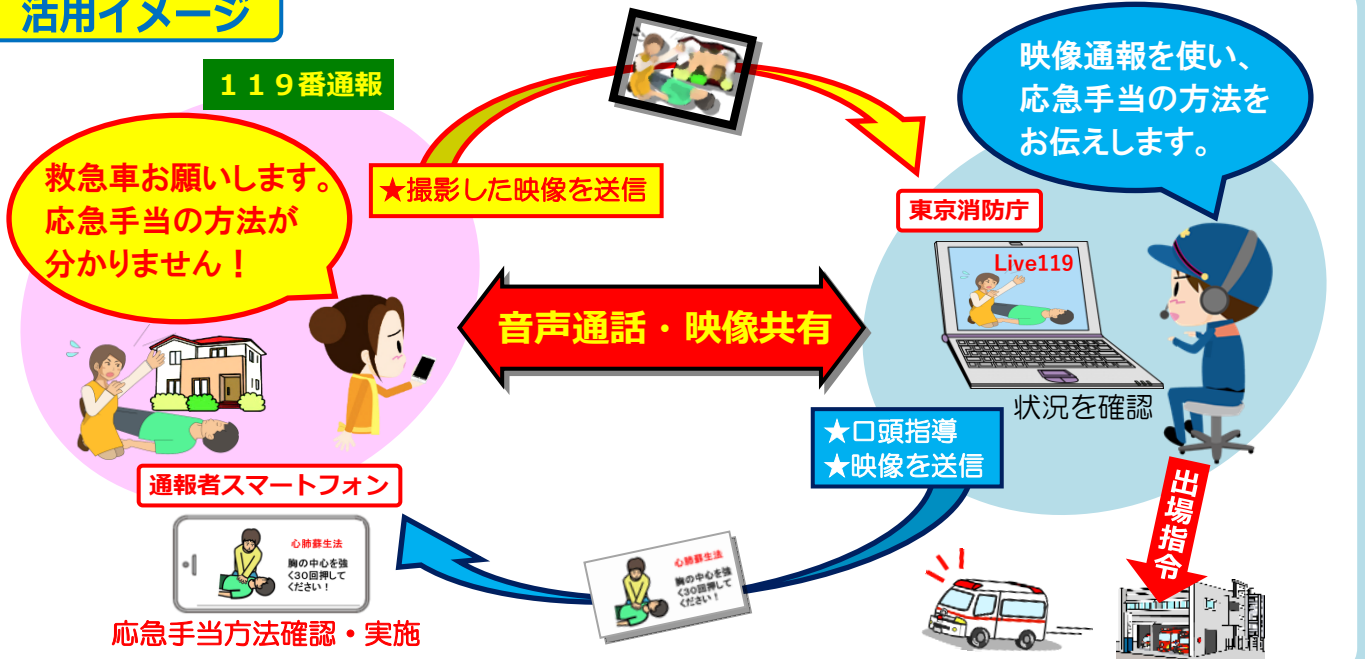 活用イメージ
119番通報
救急車お願いします。
応急手当の方法が
分かりません!
★撮影した映像を送信
映像通報を使い、
応急手当の方法を
お伝えします。
東京消防庁
Live119
音声通話・映像共有
状況を確認
★口頭指導
★映像を送信
出場指令
通報者スマートフォン
心肺蘇生法
胸の中心を強
く30回押して
ください!
応急手当方法確認・実施
心肺蘇生法
胸の中心を強
く30回押して
ください!